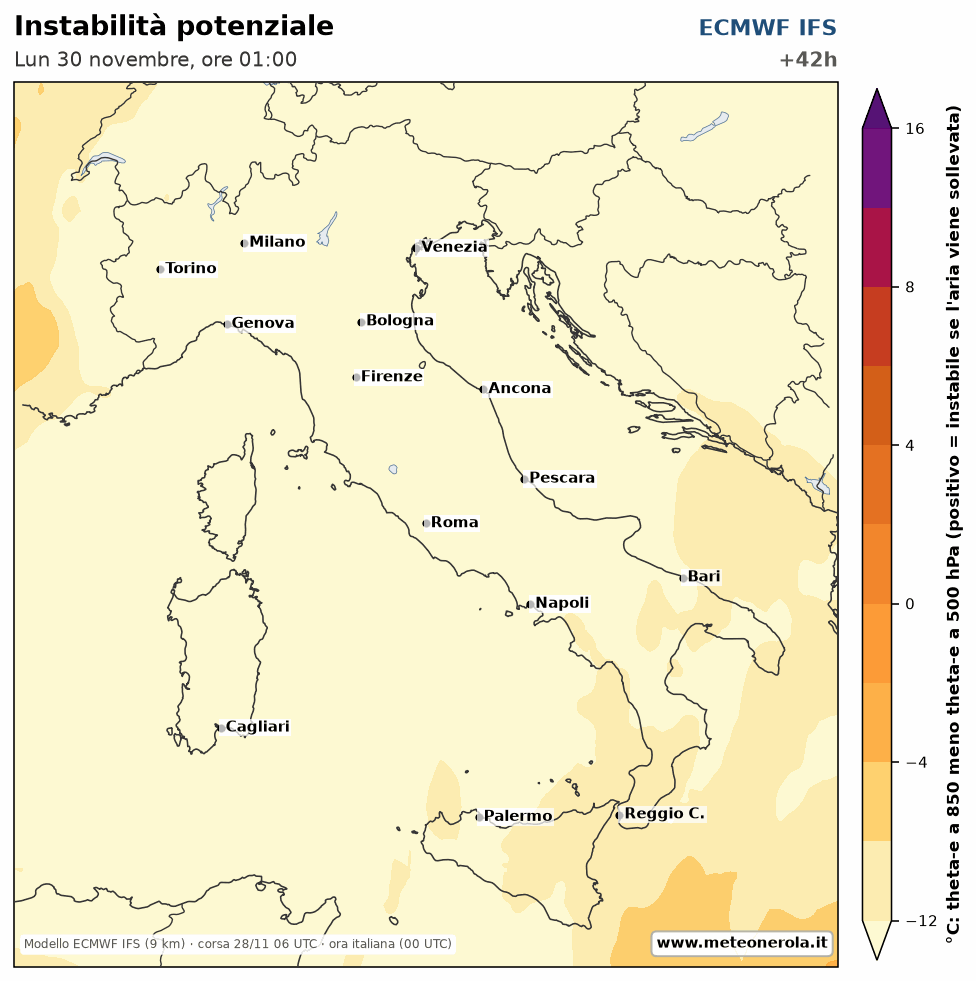 Instabilità potenziale
ECMWF IFS
Lun 30 novembre, ore 01:00
+42h
Milano
Venezia
Torino
Genova
Bologna
Firenze
Ancona
Pescara
Roma
Bari
Napoli
Cagliari
Palermo
Reggio C.
Modello ECMWF IFS (9 km) · corsa 28/11 06 UTC · ora italiana (00 UTC)
www.meteonerola.it
16
8
4
0
−4
−12
°C: theta-e a 850 meno theta-e a 500 hPa (positivo = instabile se l'aria viene sollevata)